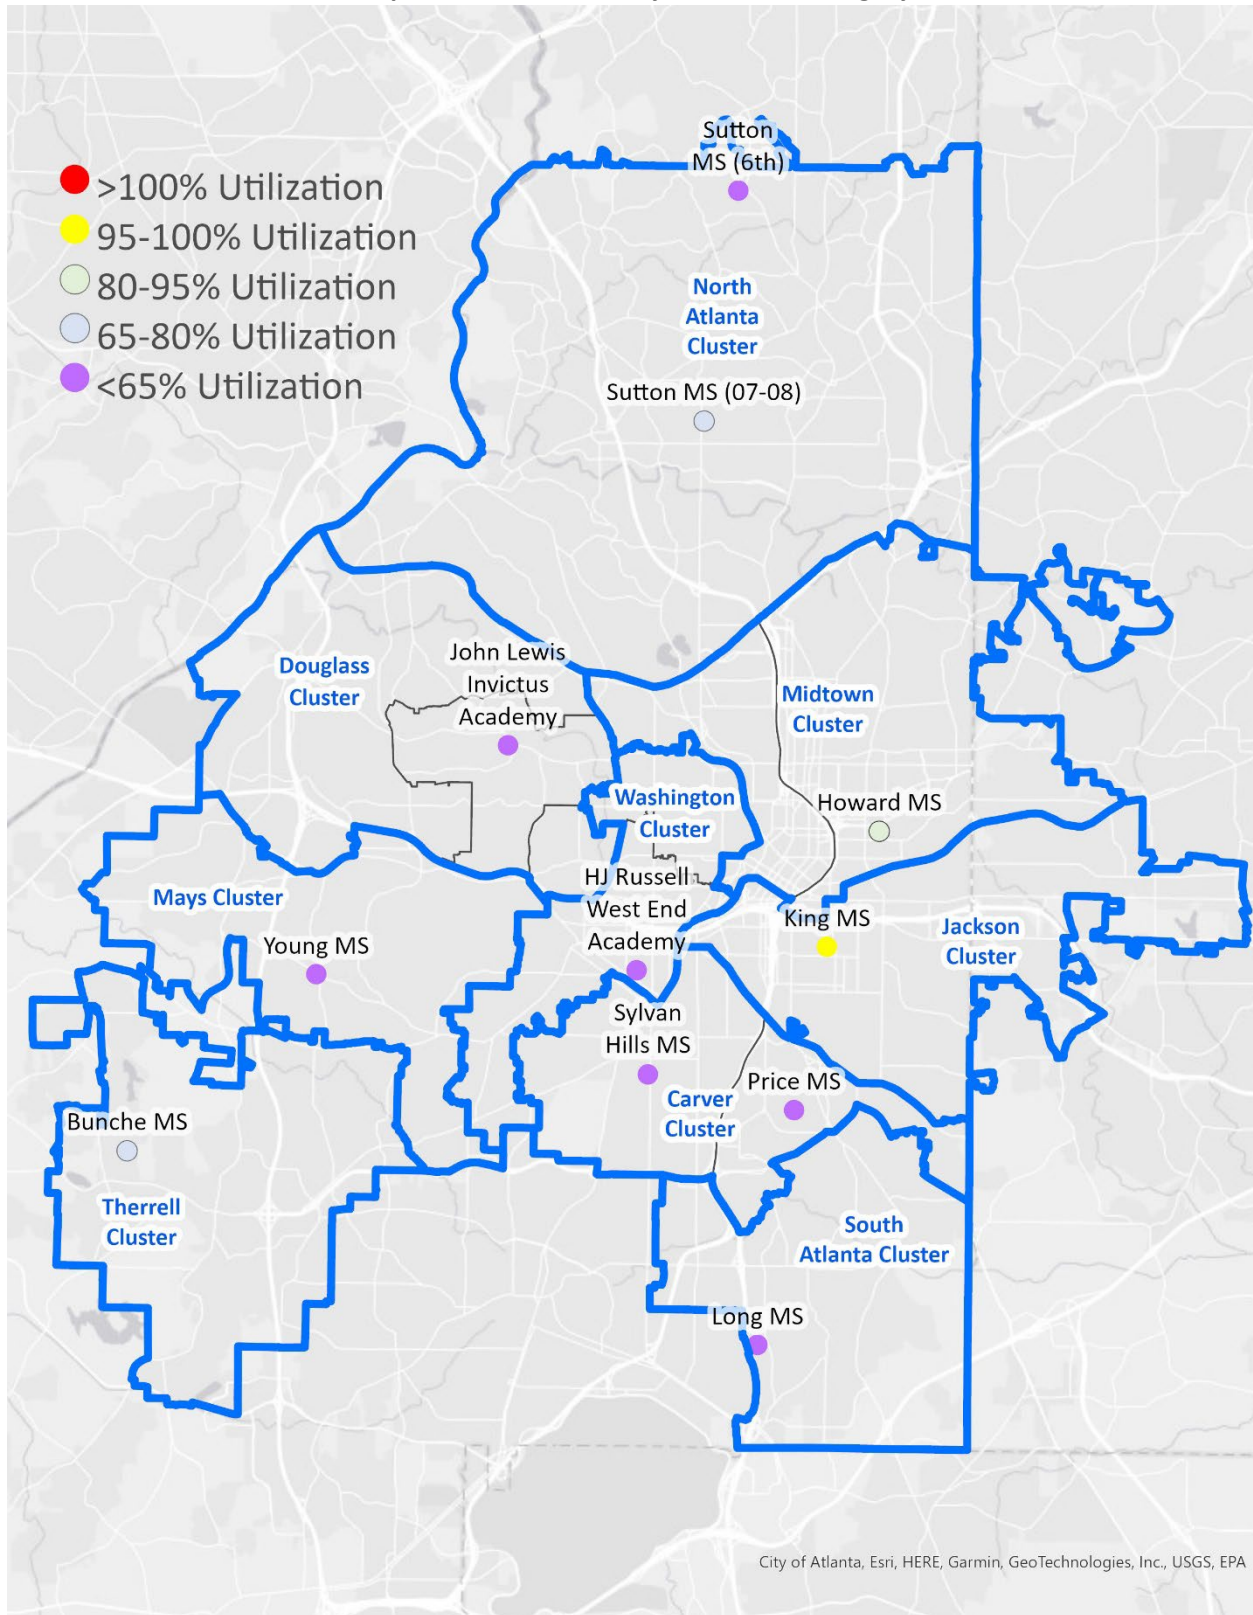 >100% Utilization
95-100% Utilization
80-95% Utilization
65-80% Utilization
<65% Utilization
Sutton
MS (6th)
North
Atlanta
Cluster
Sutton MS (07-08)
Douglass
Cluster
John Lewis
Invictus
Academy
Midtown
Cluster
Washington
Cluster
Howard MS
HJ Russell
West End
Academy
Mays Cluster
Young MS
King MS
Jackson
Cluster
Sylvan
Hills MS
Carver
Cluster
Price MS
Bunche MS
Therrell
Cluster
South
Atlanta Cluster
Long MS
City of Atlanta, Esri, HERE, Garmin, GeoTechnologies, Inc., USGS, EPA